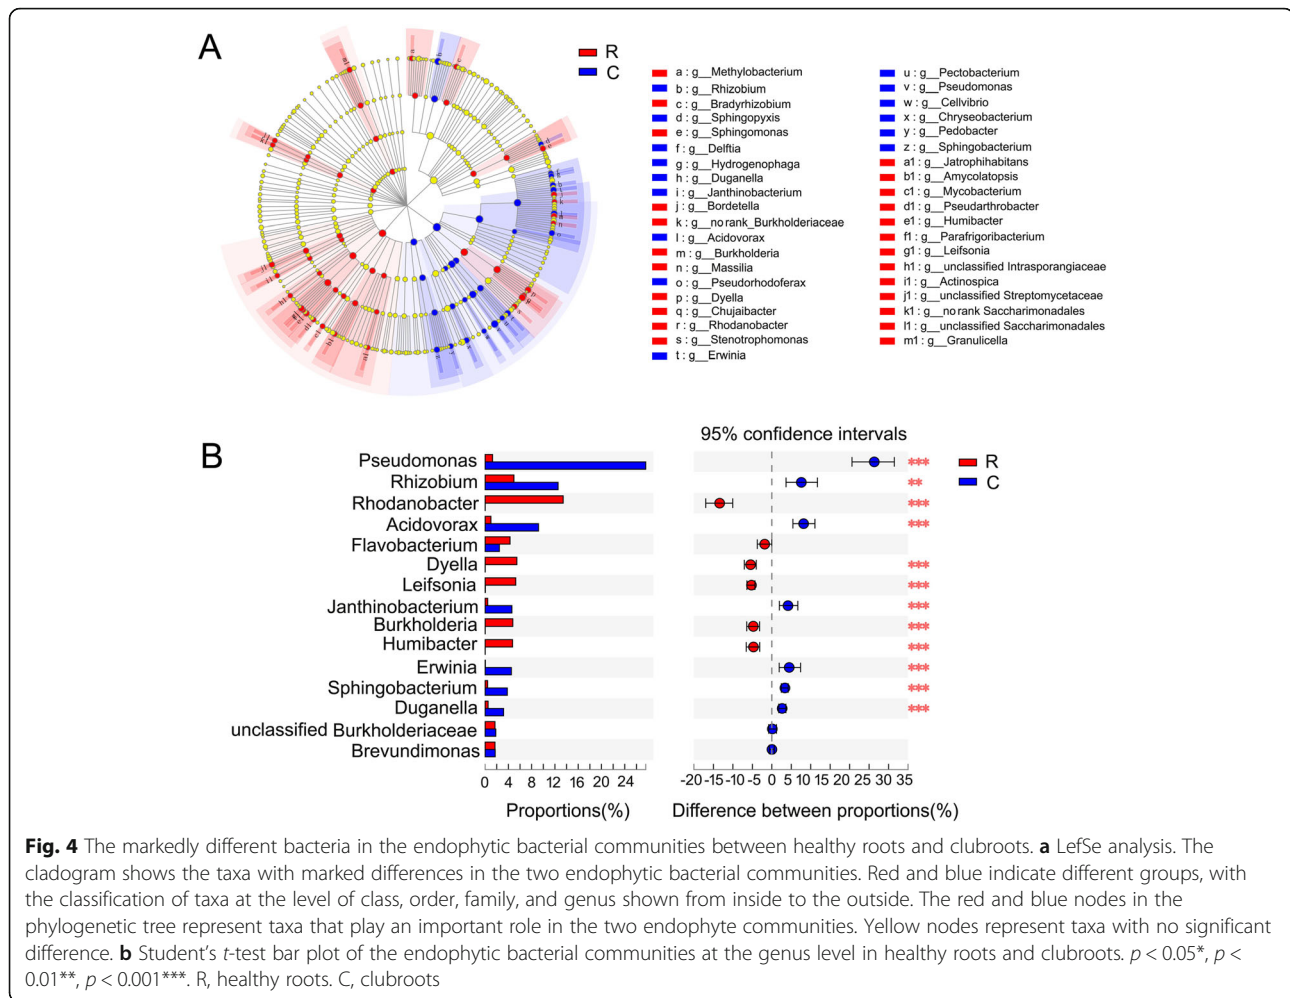 A
R
C
a : g__Methylobacterium
b : g__Rhizobium
c : g__Bradyrhizobium
d : g__Sphingopyxis
e : g__Sphingomonas
f : g__Delftia
g : g__Hydrogenophaga
h : g__Duganella
i : g__Janthinobacterium
j : g__Bordetella
k : g__no rank_Burkholderiaceae
l : g__Acidovorax
m : g__Burkholderia
n : g__Massilia
o : g__Pseudorhodoferax
p : g__Dyella
q : g__Chujaibacter
r : g__Rhodanobacter
s : g__Stenotrophomonas
t : g__Erwinia
u : g__Pectobacterium
v : g__Pseudomonas
w : g__Cellvibrio
x : g__Chryseobacterium
y : g__Pedobacter
z : g__Sphingobacterium
a1 : g__Jatrophihabitans
b1 : g__Amycolatopsis
c1 : g__Mycobacterium
d1 : g__Pseudarthrobacter
e1 : g__Humibacter
f1 : g__Parafrigoribacterium
g1 : g__Leifsonia
h1 : g__unclassified Intrasporangiaceae
i1 : g__Actinospica
j1 : g__unclassified Streptomycetaceae
k1 : g__no rank Saccharimonadales
l1 : g__unclassified Saccharimonadales
m1 : g__Granulicella
B
95% confidence intervals
R
C
Pseudomonas ***
Rhizobium **
Rhodanobacter ***
Acidovorax ***
Flavobacterium
Dyella ***
Leifsonia ***
Janthinobacterium ***
Burkholderia ***
Humibacter ***
Erwinia ***
Sphingobacterium ***
Duganella ***
unclassified Burkholderiaceae
Brevundimonas
0 4 8 12 16 20 24
-20 -15 -10 -5 0 5 10 15 20 25 30 35
Proportions(%)
Difference between proportions(%)
Fig. 4 The markedly different bacteria in the endophytic bacterial communities between healthy roots and clubroots. a LefSe analysis. The
cladogram shows the taxa with marked differences in the two endophytic bacterial communities. Red and blue indicate different groups, with
the classification of taxa at the level of class, order, family, and genus shown from inside to the outside. The red and blue nodes in the
phylogenetic tree represent taxa that play an important role in the two endophyte communities. Yellow nodes represent taxa with no significant
difference. b Student's t-test bar plot of the endophytic bacterial communities at the genus level in healthy roots and clubroots. p < 0.05*, p <
0.01**, p < 0.001***. R, healthy roots. C, clubroots